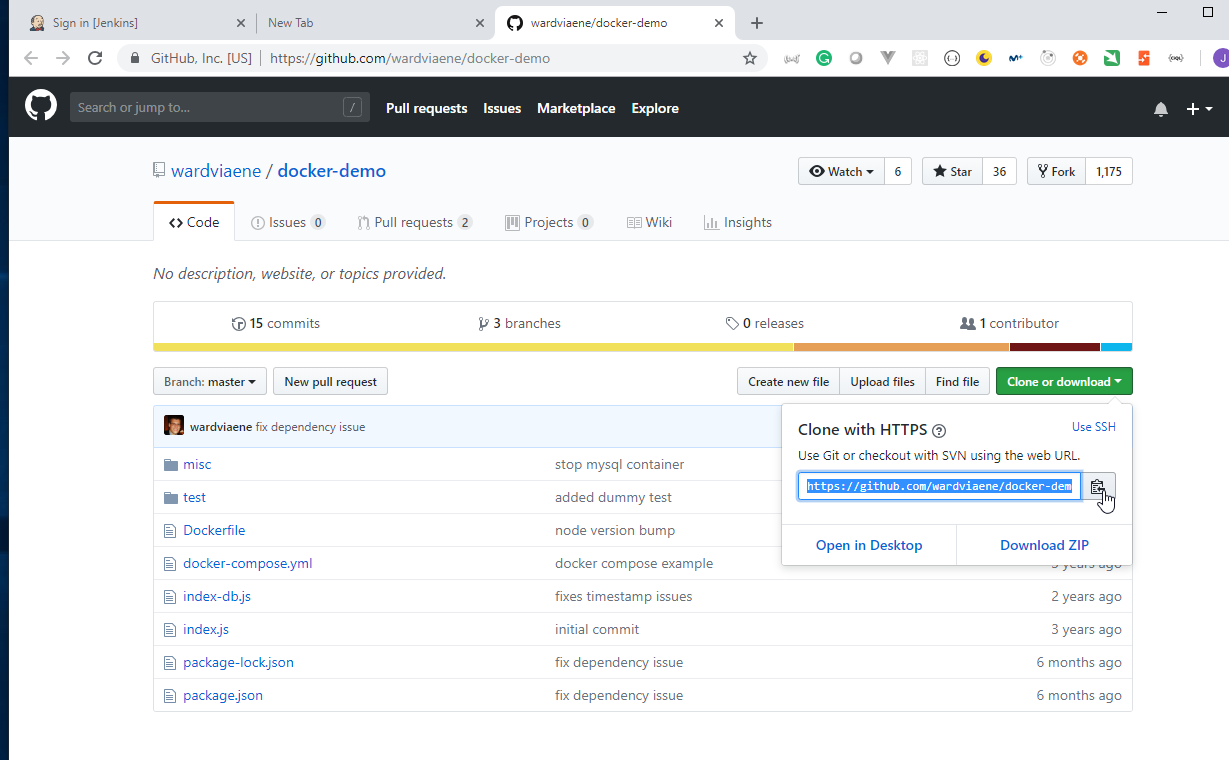 Sign in [Jenkins]
New Tab
wardviaene/docker-demo
GitHub, Inc. [US] | https://github.com/wardviaene/docker-demo
Search or jump to... /
Pull requests Issues Marketplace Explore
wardviaene / docker-demo
Watch 6 Star 36 Fork 1,175
Code Issues 0 Pull requests 2 Projects 0 Wiki Insights
No description, website, or topics provided.
15 commits 3 branches 0 releases 1 contributor
Branch: master New pull request Create new file Upload files Find file Clone or download
wardviaene fix dependency issue
Clone with HTTPS Use SSH
Use Git or checkout with SVN using the web URL.
https://github.com/wardviaene/docker-dem
Open in Desktop Download ZIP
misc stop mysql container
test added dummy test
Dockerfile node version bump
docker-compose.yml docker compose example
index-db.js fixes timestamp issues 2 years ago
index.js initial commit 3 years ago
package-lock.json fix dependency issue 6 months ago
package.json fix dependency issue 6 months ago